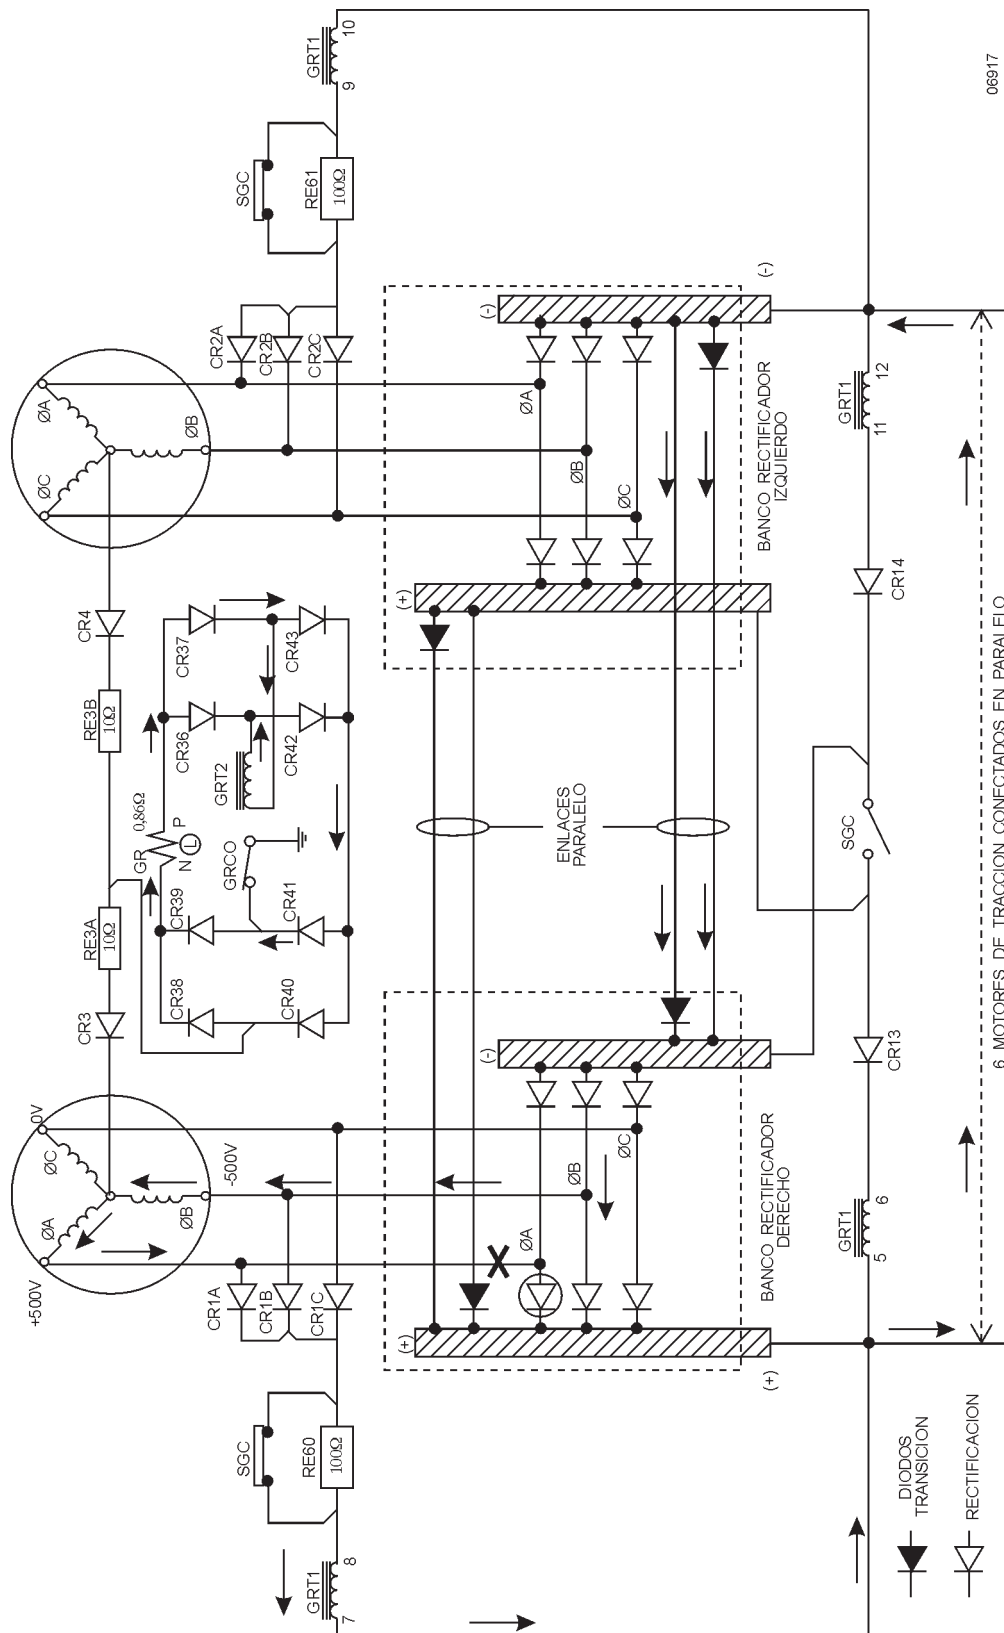 +500V
0V
ØA
ØC
ØB
-500V
CR3
RE3A
10Ω
RE3B
10Ω
CR4
ØC
ØA
ØB
CR38
CR39
GR
0,86Ω
N
L
P
CR36
CR37
CR40
CR41
GRCO
GRT2
CR42
CR43
GRT1
7
8
SGC
RE60
100Ω
CR1A
CR1B
CR1C
CR2A
CR2B
CR2C
SGC
RE61
100Ω
GRT1
9
10
(+)
(-)
(+)
(-)
ØA
ØB
ØC
ØA
ØB
ØC
ENLACES
PARALELO
(+)
BANCO RECTIFICADOR
DERECHO
BANCO RECTIFICADOR
IZQUIERDO
(-)
GRT1
5
6
CR13
SGC
CR14
GRT1
11
12
DIODOS
TRANSICION
RECTIFICACION
6 MOTORES DE TRACCION CONECTADOS EN PARALELO
06917